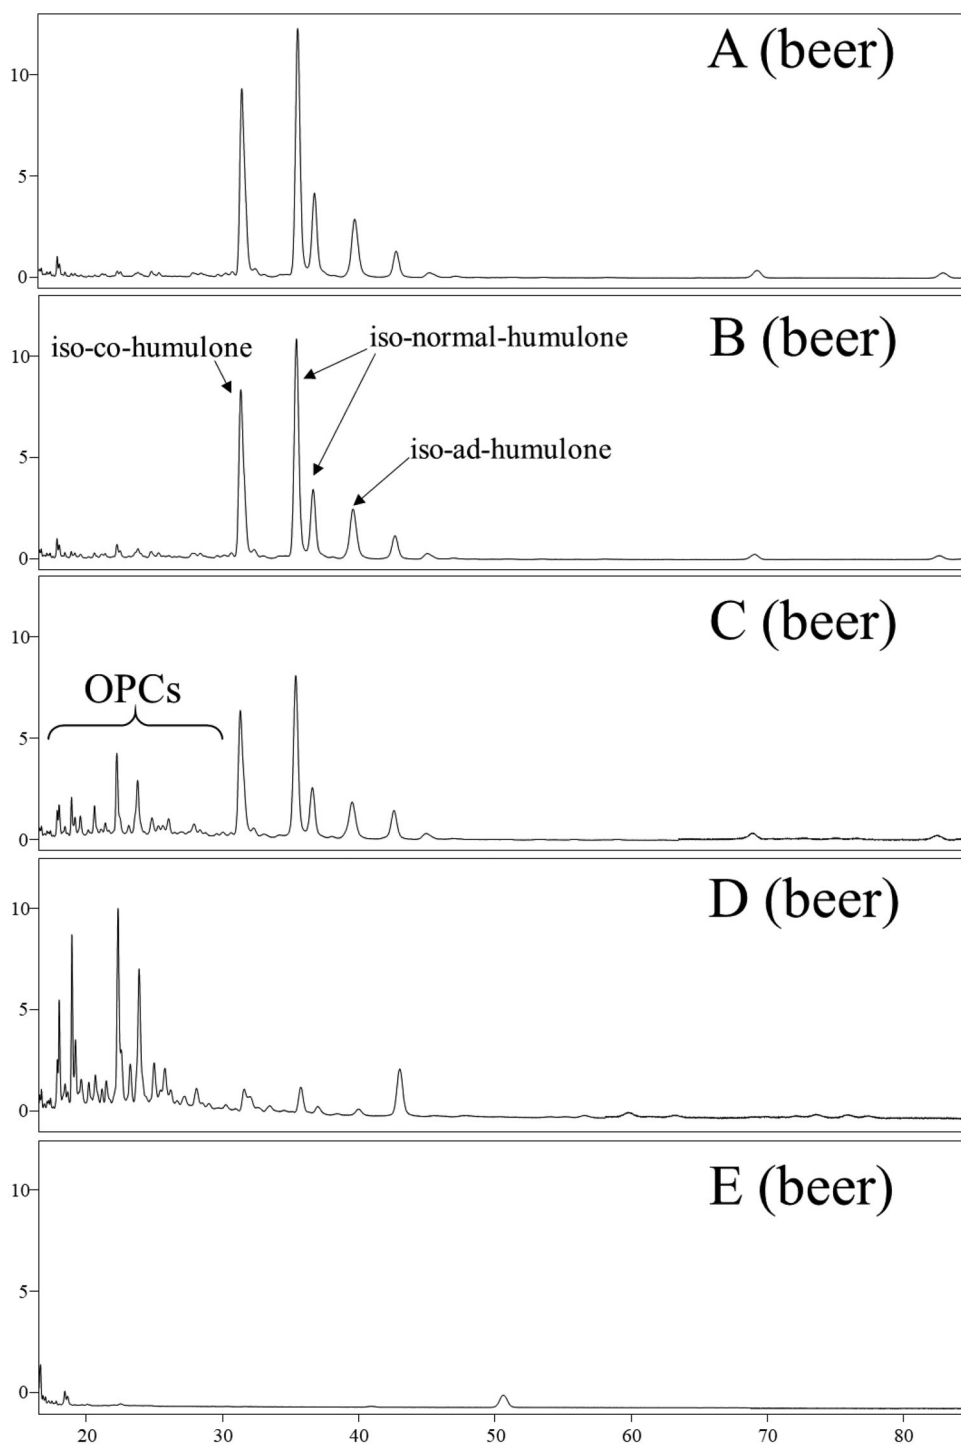 A (beer)
10
5
0
B (beer)
iso-normal-humulone
iso-co-humulone
10
iso-ad-humulone
5
0
C (beer)
10
OPCs
5
0
D (beer)
10
5
0
E (beer)
10
5
0
20 30 40 50 60 70 80